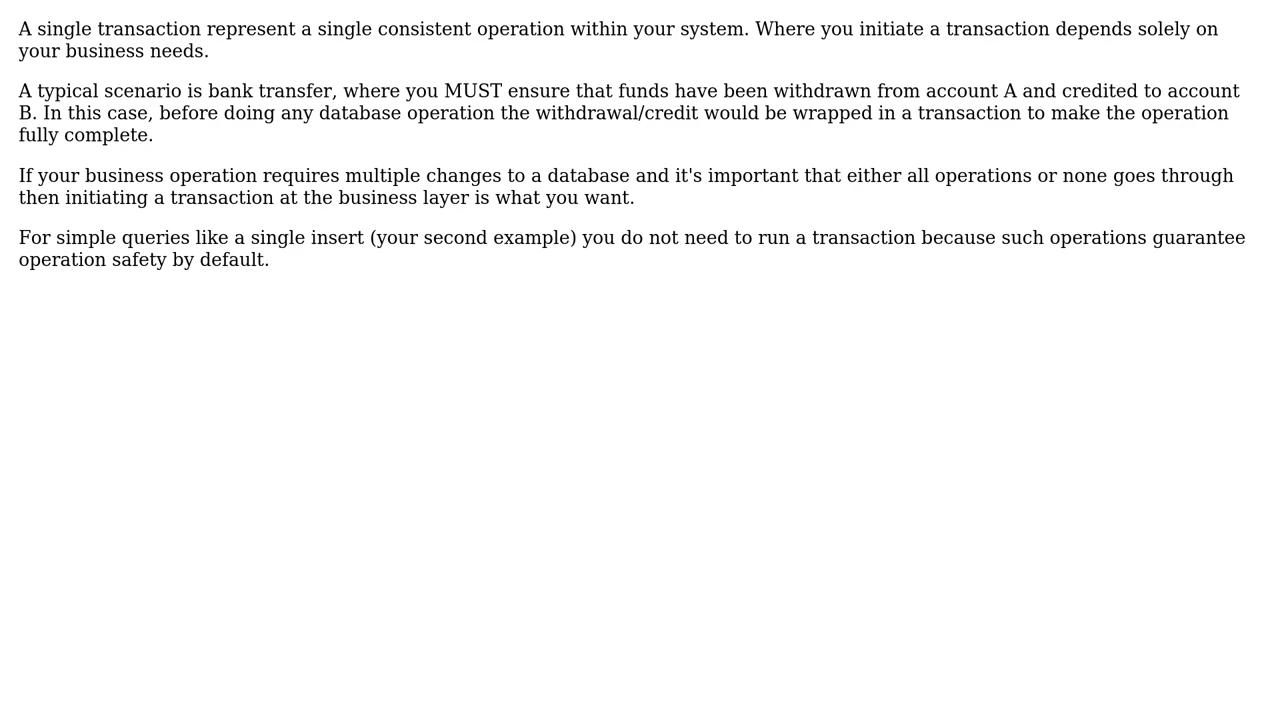 A single transaction represent a single consistent operation within your system. Where you initiate a transaction depends solely on
your business needs.
A typical scenario is bank transfer, where you MUST ensure that funds have been withdrawn from account A and credited to account
B. In this case, before doing any database operation the withdrawal/credit would be wrapped in a transaction to make the operation
fully complete.
If your business operation requires multiple changes to a database and it's important that either all operations or none goes through
then initiating a transaction at the business layer is what you want.
For simple queries like a single insert (your second example) you do not need to run a transaction because such operations guarantee
operation safety by default.